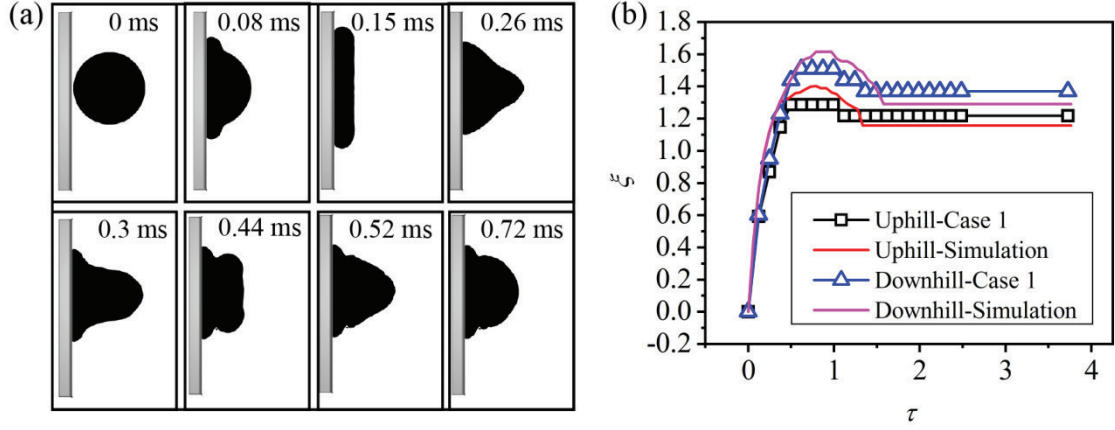 (a)
0 ms
0.08 ms
0.15 ms
0.26 ms
0.3 ms
0.44 ms
0.52 ms
0.72 ms
(b)
1.8
1.6
1.4
1.2
1.0
0.8
0.6
0.4
0.2
0.0
-0.2
ξ
Uphill-Case 1
Uphill-Simulation
Downhill-Case 1
Downhill-Simulation
0 1 2 3 4
τ